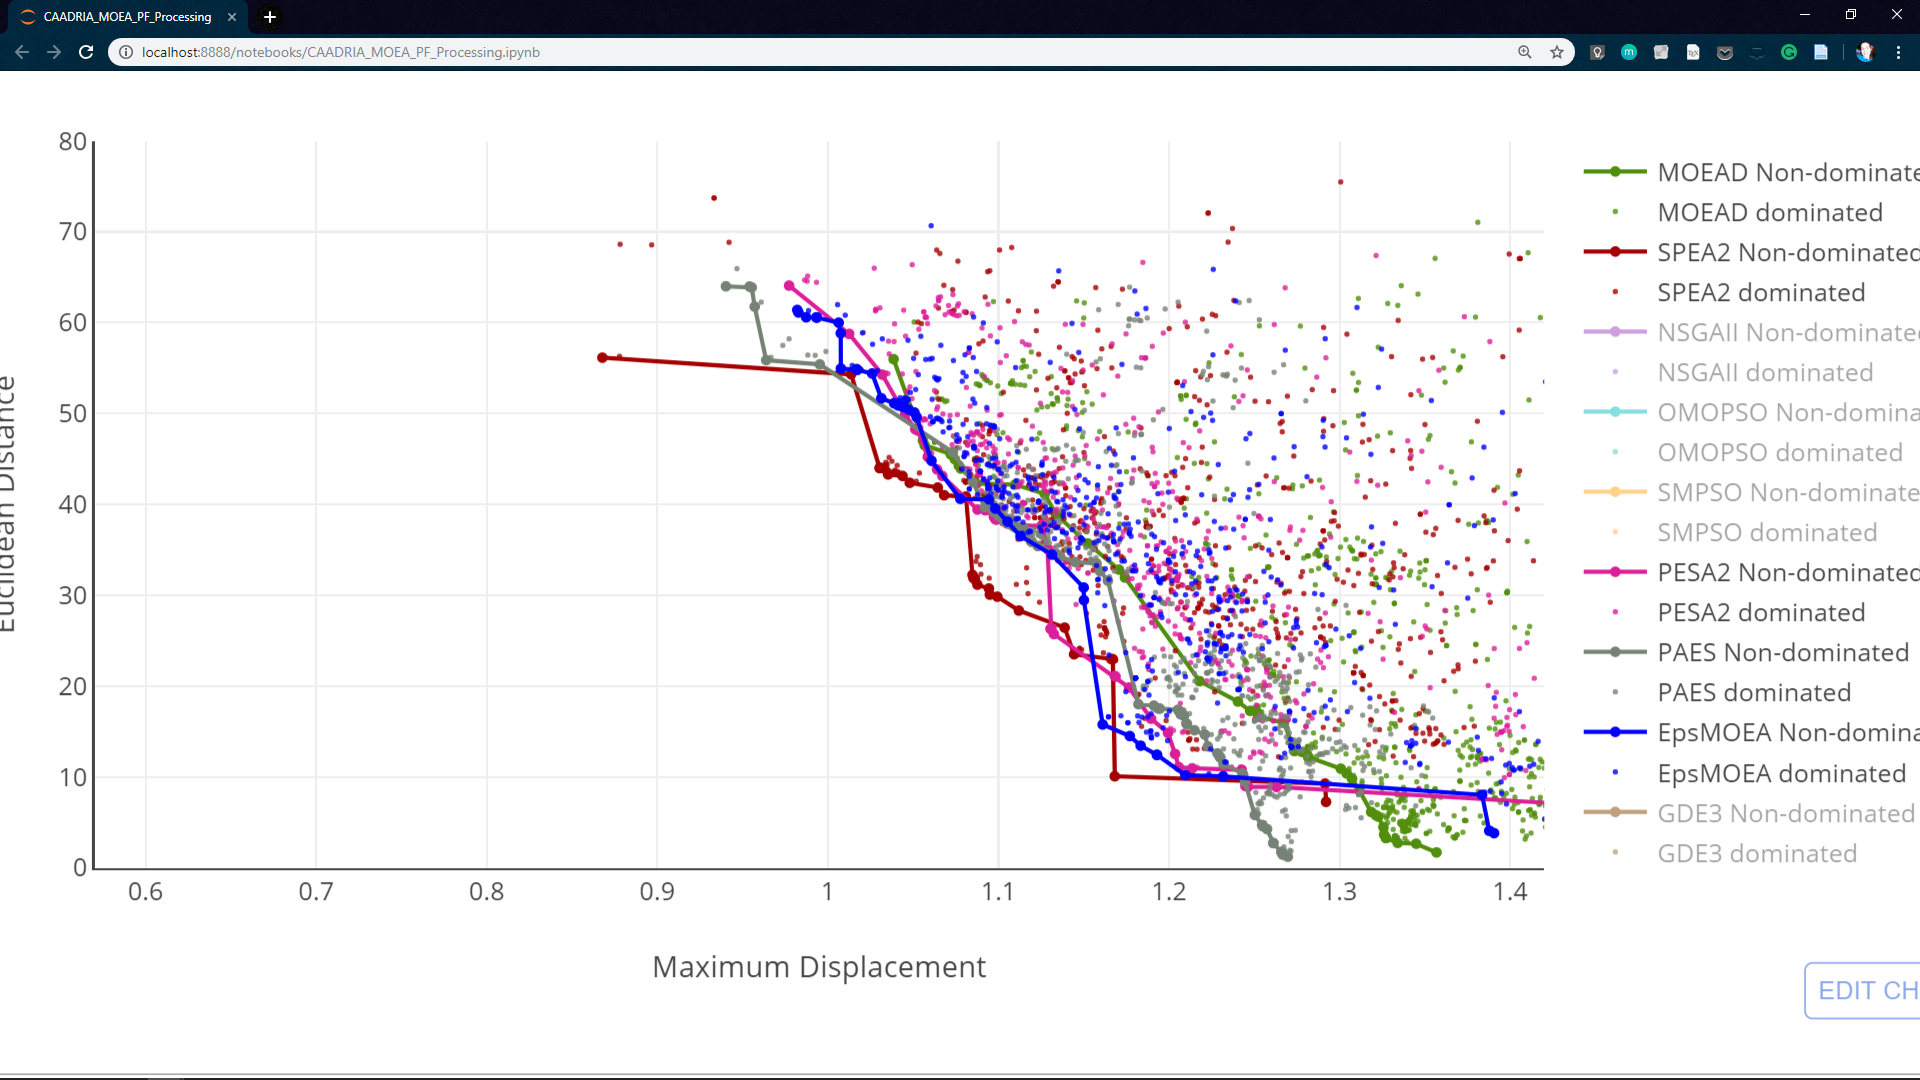 CAADRIA_MOEA_PF_Processing
localhost:8888/notebooks/CAADRIA_MOEA_PF_Processing.ipynb
80
70
60
50
40
30
20
10
0
Euclidean Distance
0.6 0.7 0.8 0.9 1 1.1 1.2 1.3 1.4
Maximum Displacement
MOEAD Non-dominate
MOEAD dominated
SPEA2 Non-dominated
SPEA2 dominated
NSGAII Non-dominated
NSGAII dominated
OMOPSO Non-domina
OMOPSO dominated
SMPSO Non-dominate
SMPSO dominated
PESA2 Non-dominated
PESA2 dominated
PAES Non-dominated
PAES dominated
EpsMOEA Non-domina
EpsMOEA dominated
GDE3 Non-dominated
GDE3 dominated
EDIT CH